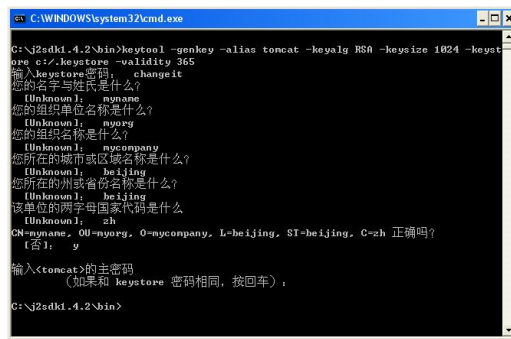 C:\WINDOWS\system32\cmd.exe
C:\j2sdk1.4.2\bin>keytool -genkey -alias tomcat -keyalg RSA -keysize 1024 -keyst
ore c:/.keystore -validity 365
输入keystore密码： changeit
您的名字与姓氏是什么？
[Unknown]： myname
您的组织单位名称是什么？
[Unknown]： myorg
您的组织名称是什么？
[Unknown]： mycompany
您所在的城市或区域名称是什么？
[Unknown]： beijing
您所在的州或省份名称是什么？
[Unknown]： beijing
该单位的两字母国家代码是什么
[Unknown]： zh
CN=myname, OU=myorg, O=mycompany, L=beijing, ST=beijing, C=zh 正确吗？
[否]： y
输入<tomcat>的主密码
（如果和 keystore 密码相同，按回车）：
C:\j2sdk1.4.2\bin>